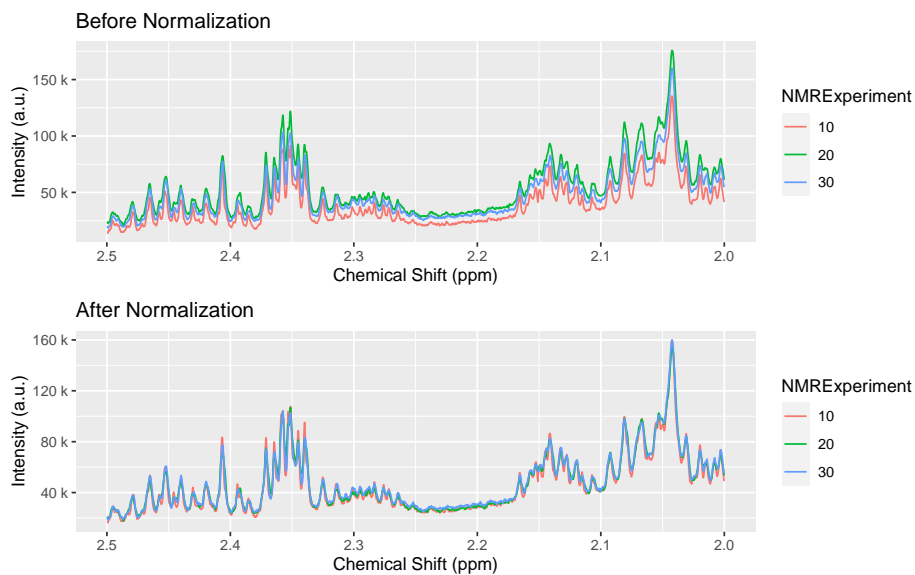 Before Normalization
150 k
100 k
50 k
Intensity (a.u.)
2.5 2.4 2.3 2.2 2.1 2.0
Chemical Shift (ppm)
NMRExperiment
10
20
30
After Normalization
160 k
120 k
80 k
40 k
Intensity (a.u.)
2.5 2.4 2.3 2.2 2.1 2.0
Chemical Shift (ppm)
NMRExperiment
10
20
30